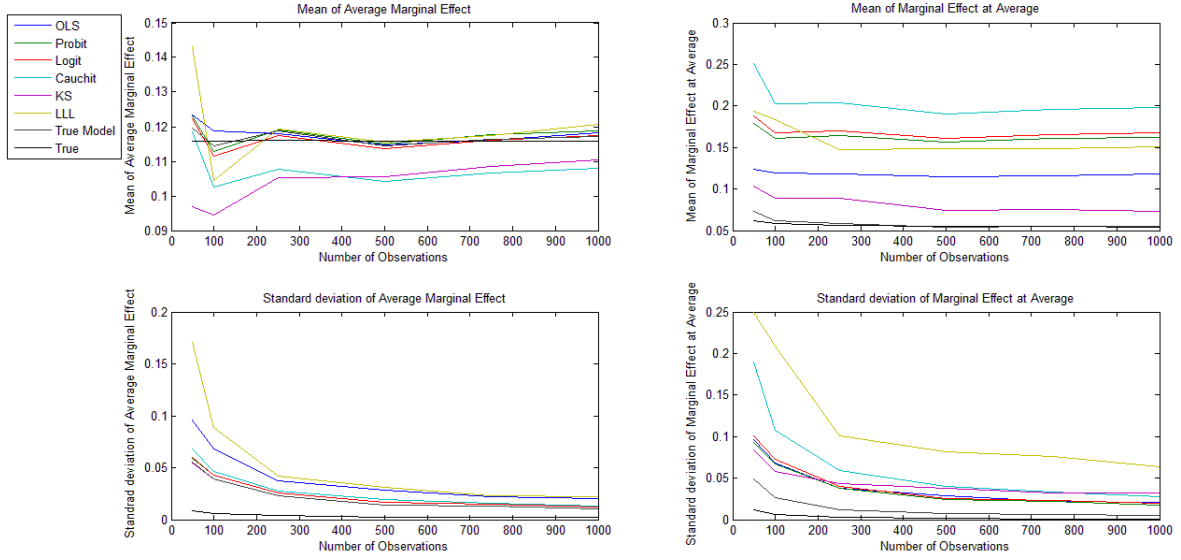 OLS
Probit
Logit
Cauchit
KS
LLL
True Model
True
Mean of Average Marginal Effect
Mean of Average Marginal Effect
0.15
0.14
0.13
0.12
0.11
0.1
0.09
0 100 200 300 400 500 600 700 800 900 1000
Number of Observations
Mean of Marginal Effect at Average
Mean of Marginal Effect at Average
0.3
0.25
0.2
0.15
0.1
0.05
0 100 200 300 400 500 600 700 800 900 1000
Number of Observations
Standard deviation of Average Marginal Effect
Standrad deviation of Average Marginal Effect
0.2
0.15
0.1
0.05
0
0 100 200 300 400 500 600 700 800 900 1000
Number of Observations
Standard deviation of Marginal Effect at Average
Standard deviation of Marginal Effect at Average
0.25
0.2
0.15
0.1
0.05
0
0 100 200 300 400 500 600 700 800 900 1000
Number of Observations